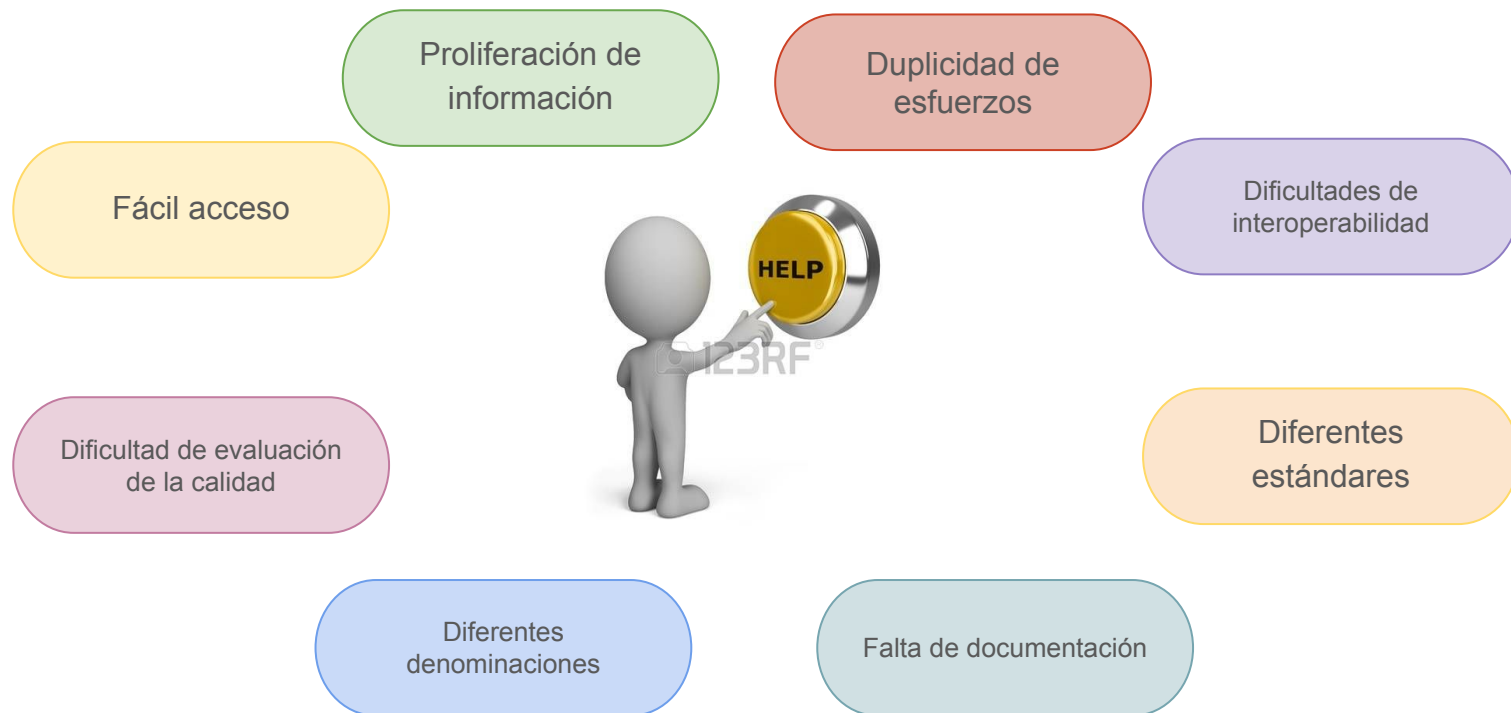 Proliferación de
información
Duplicidad de
esfuerzos
Fácil acceso
Dificultades de
interoperabilidad
HELP
123RF®
Dificultad de evaluación
de la calidad
Diferentes
estándares
Diferentes
denominaciones
Falta de documentación